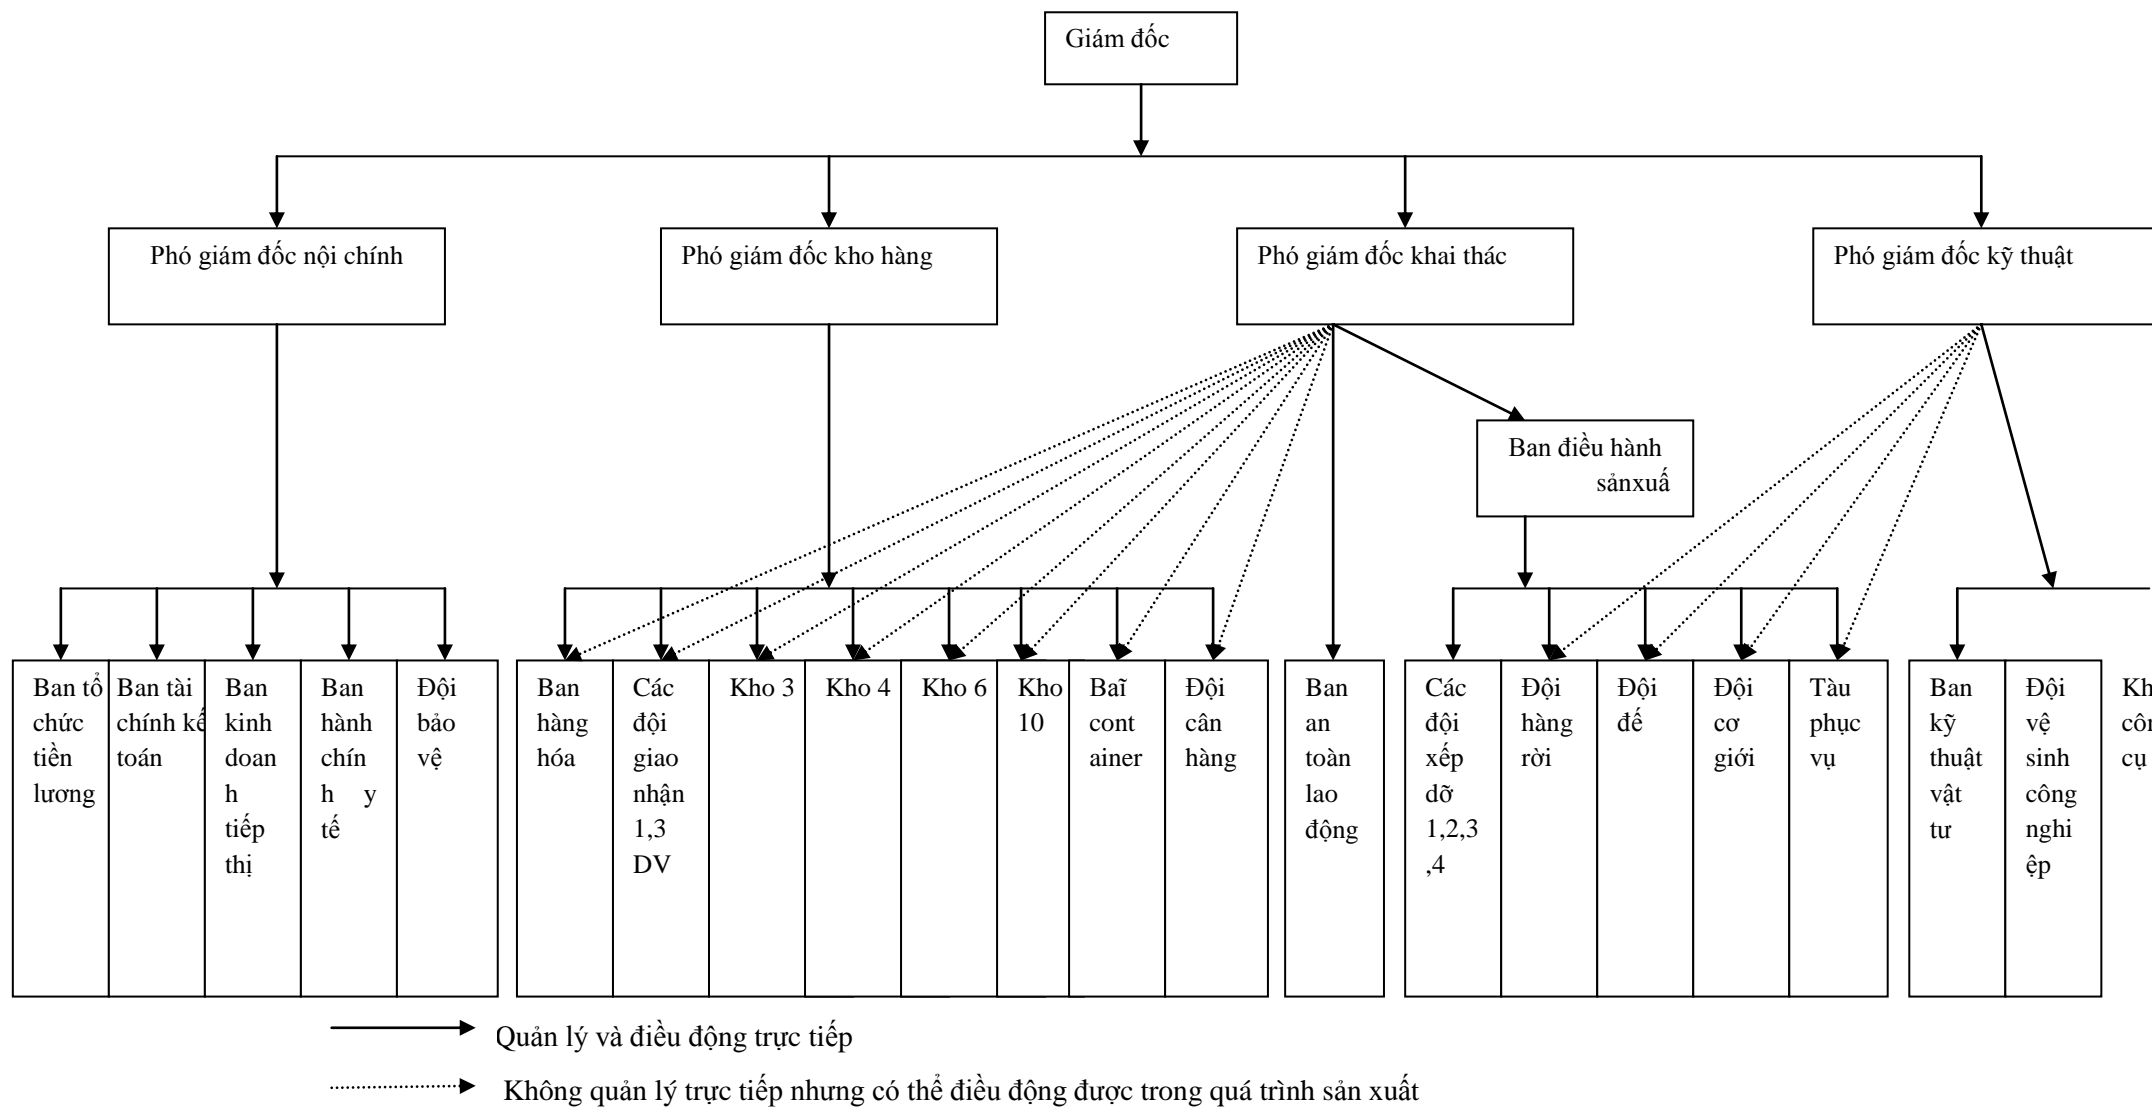 Giám đốc
Phó giám đốc nội chính
Phó giám đốc kho hàng
Phó giám đốc khai thác
Phó giám đốc kỹ thuật
Ban điều hành
sảnxuấ
Ban tổ
chức
tiền
lương
Ban tài
chính kế
toán
Ban
kinh
doan
h
tiếp
thị
Ban
hành
chín
h y
tế
Đội
bảo
vệ
Ban
hàng
hóa
Các
đội
giao
nhận
1,3
DV
Kho 3
Kho 4
Kho 6
Kho
10
Baĩ
cont
ainer
Đội
cân
hàng
Ban
an
toàn
lao
động
Các
đội
xếp
dỡ
1,2,3
,4
Đội
hàng
rời
Đội
đế
Đội
cơ
giới
Tàu
phục
vụ
Ban
kỹ
thuật
vật
tư
Đội
vệ
sinh
công
nghi
ệp
Kh
côn
cụ
Quản lý và điều động trực tiếp
Không quản lý trực tiếp nhưng có thể điều động được trong quá trình sản xuất